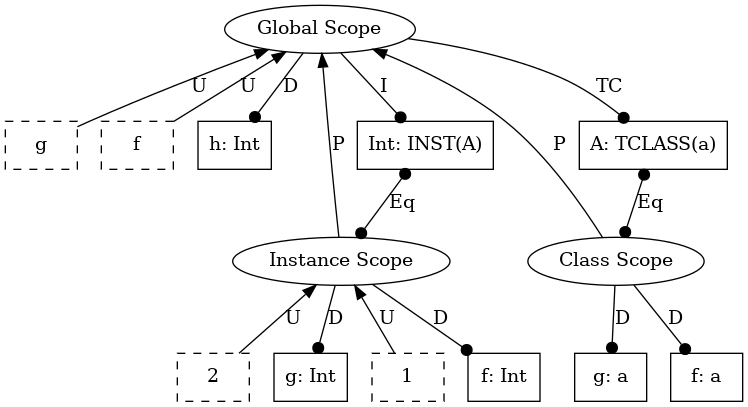 Global Scope
U
U
D
I
TC
g
f
h: Int
P
Int: INST(A)
P
A: TCLASS(a)
Eq
Eq
Instance Scope
Class Scope
U
D
U
D
D
D
2
g: Int
1
f: Int
g: a
f: a